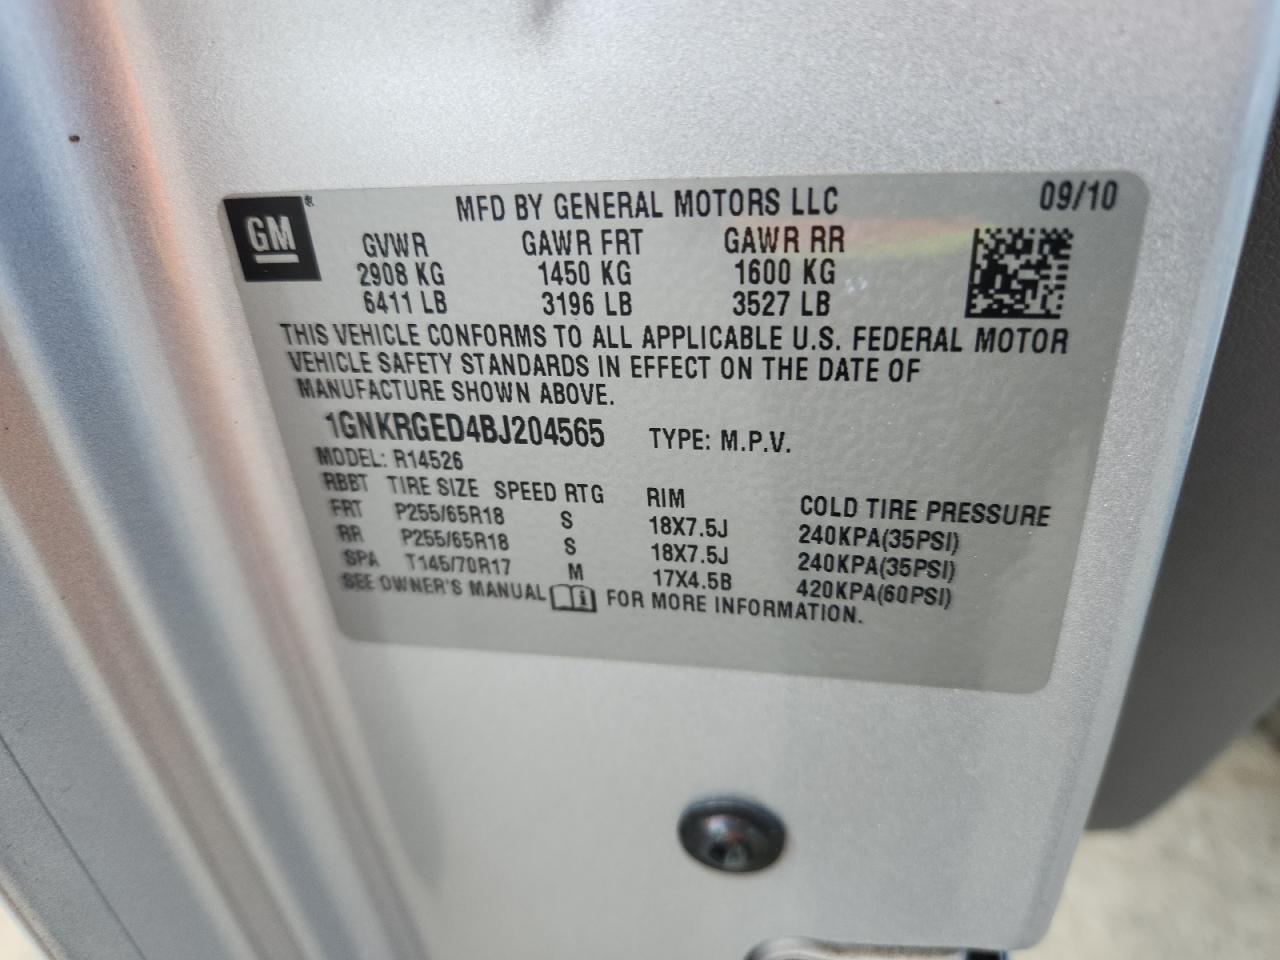 GM®
MFD BY GENERAL MOTORS LLC 09/10
GVWR GAWR FRT GAWR RR
2908 KG 1450 KG 1600 KG
6411 LB 3196 LB 3527 LB
THIS VEHICLE CONFORMS TO ALL APPLICABLE U.S. FEDERAL MOTOR
VEHICLE SAFETY STANDARDS IN EFFECT ON THE DATE OF
MANUFACTURE SHOWN ABOVE.
1GNKRGED4BJ204565 TYPE: M.P.V.
MODEL: R14526
RBBT TIRE SIZE SPEED RTG RIM COLD TIRE PRESSURE
FRT P255/65R18 S 18X7.5J 240KPA(35PSI)
RR P255/65R18 S 18X7.5J 240KPA(35PSI)
SPA T145/70R17 M 17X4.5B 420KPA(60PSI)
SEE OWNER'S MANUAL i FOR MORE INFORMATION.